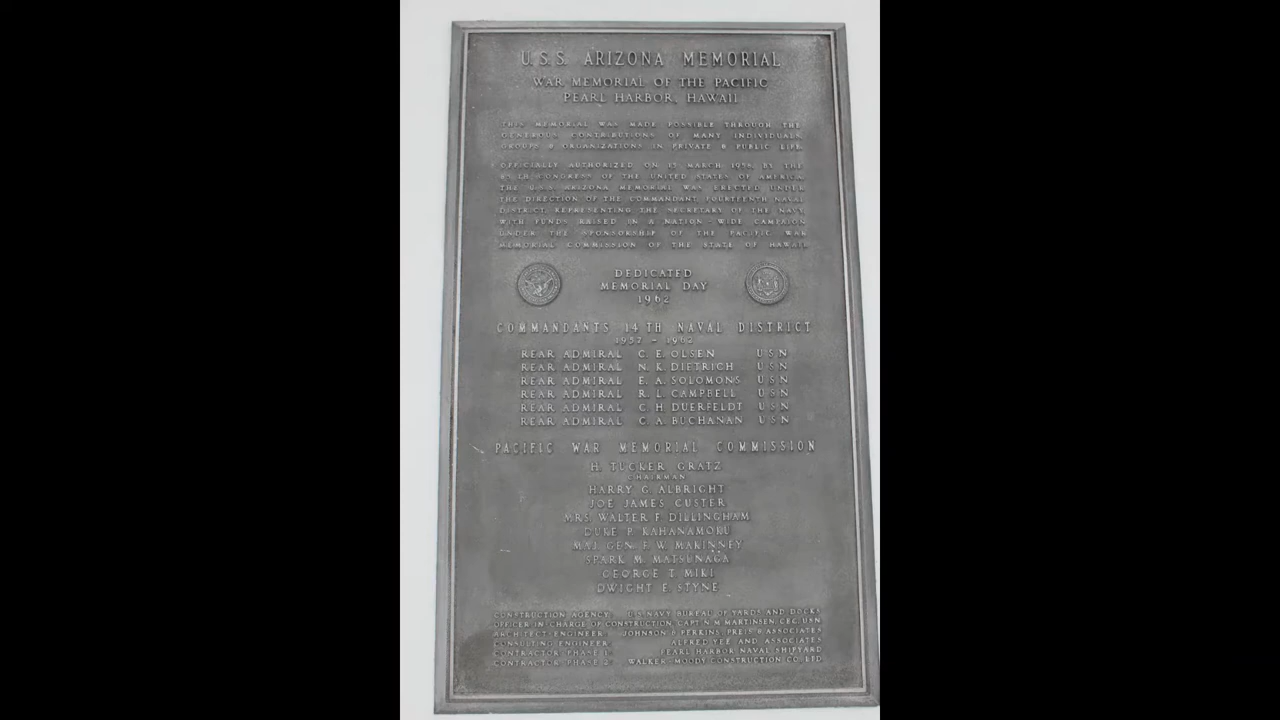 U.S.S. ARIZONA MEMORIAL
WAR MEMORIAL OF THE PACIFIC
PEARL HARBOR, HAWAII
THIS MEMORIAL WAS MADE POSSIBLE THROUGH THE
GENEROUS CONTRIBUTIONS OF MANY INDIVIDUALS,
GROUPS & ORGANIZATIONS IN PRIVATE & PUBLIC LIFE.
OFFICIALLY AUTHORIZED ON 15 MARCH 1958, BY THE
85TH CONGRESS OF THE UNITED STATES OF AMERICA
THE U.S.S. ARIZONA MEMORIAL WAS ERECTED UNDER
THE DIRECTION OF THE COMMANDANT, FOURTEENTH NAVAL
DISTRICT, REPRESENTING THE SECRETARY OF THE NAVY,
WITH FUNDS RAISED IN A NATION-WIDE CAMPAIGN
UNDER THE SPONSORSHIP OF THE PACIFIC WAR
MEMORIAL COMMISSION OF THE STATE OF HAWAII.
DEDICATED
MEMORIAL DAY
1962
COMMANDANTS 14TH NAVAL DISTRICT
1957 - 1962
REAR ADMIRAL C. E. OLSEN USN
REAR ADMIRAL N. K. DIETRICH USN
REAR ADMIRAL E. A. SOLOMONS USN
REAR ADMIRAL R. L. CAMPBELL USN
REAR ADMIRAL C. H. DUERFELDT USN
REAR ADMIRAL C. A. BUCHANAN USN
PACIFIC WAR MEMORIAL COMMISSION
H. TUCKER GRATZ
CHAIRMAN
HARRY G. ALBRIGHT
JOE JAMES CUSTER
MRS. WALTER F. DILLINGHAM
DUKE P. KAHANAMOKU
MAJ. GEN. F. W. MAKINNEY
SPARK M. MATSUNAGA
GEORGE T. MIKI
DWIGHT E. STYNE
CONSTRUCTION AGENCY: U.S. NAVY BUREAU OF YARDS AND DOCKS
OFFICER-IN-CHARGE OF CONSTRUCTION, CAPT. N. M. MARTINSEN, CEC, USN
ARCHITECT ENGINEER: JOHNSON & PERKINS, PREIS & ASSOCIATES
CONSULTING ENGINEER: ALFRED YEE AND ASSOCIATES
CONTRACTOR "PHASE 1" PEARL HARBOR NAVAL SHIPYARD
CONTRACTOR "PHASE 2" WALKER-MOODY CONSTRUCTION CO., LTD.